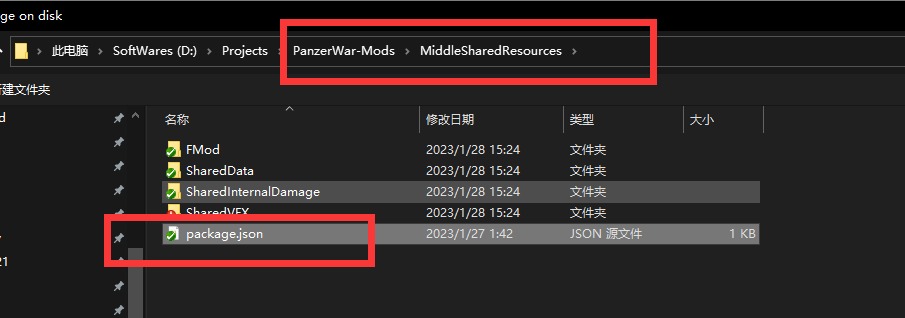 ge on disk
此电脑 SoftWares (D:) Projects PanzerWar-Mods MiddleSharedResources
建文件夹
名称 修改日期 类型 大小
d
FMod 2023/1/28 15:24 文件夹
SharedData 2023/1/28 15:24 文件夹
SharedInternalDamage 2023/1/28 15:24 文件夹
SharedVFX 2023/1/28 15:24 文件夹
package.json 2023/1/27 1:42 JSON 源文件 1 KB
21